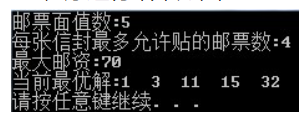 邮票面值数:5
每张信封最多允许贴的邮票数:4
最大邮资:70
当前最优解:1 3 11 15 32
请按任意键继续. . .